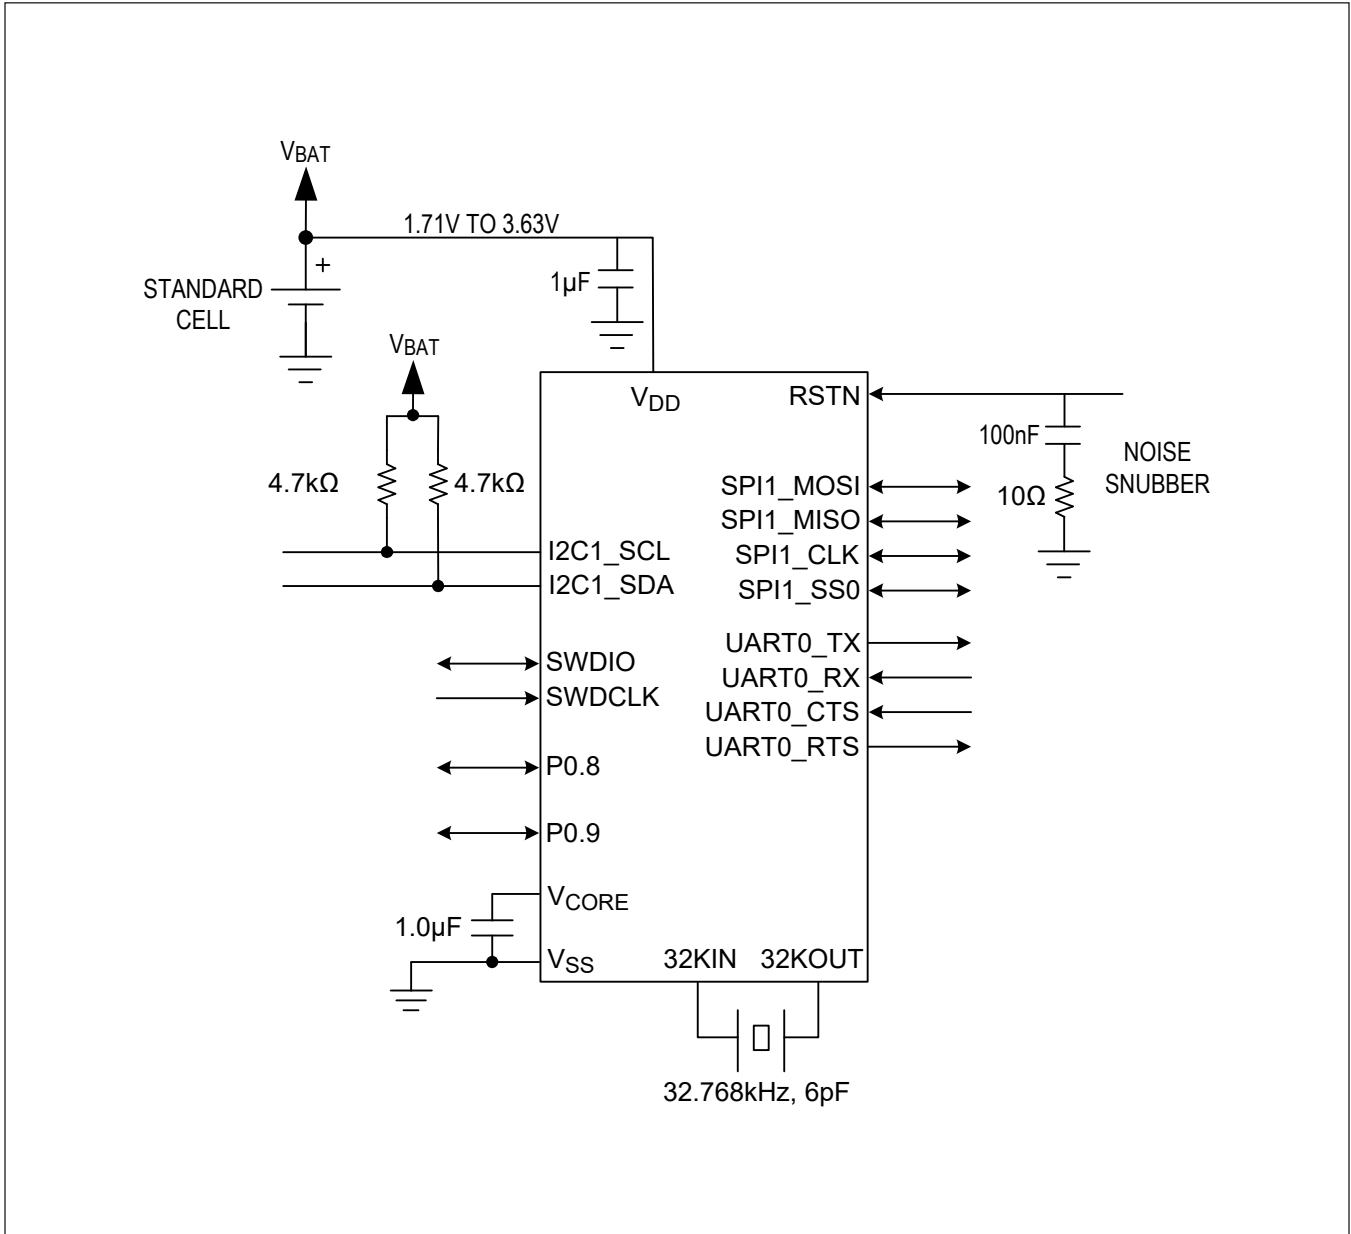 VBAT
1.71V TO 3.63V
+
STANDARD
CELL
1µF
VBAT
4.7kΩ
4.7kΩ
VDD
RSTN
100nF
10Ω
NOISE
SNUBBER
SPI1_MOSI
SPI1_MISO
SPI1_CLK
SPI1_SS0
I2C1_SCL
I2C1_SDA
UART0_TX
UART0_RX
UART0_CTS
UART0_RTS
SWDIO
SWDCLK
P0.8
P0.9
VCORE
1.0µF
VSS
32KIN
32KOUT
32.768kHz, 6pF